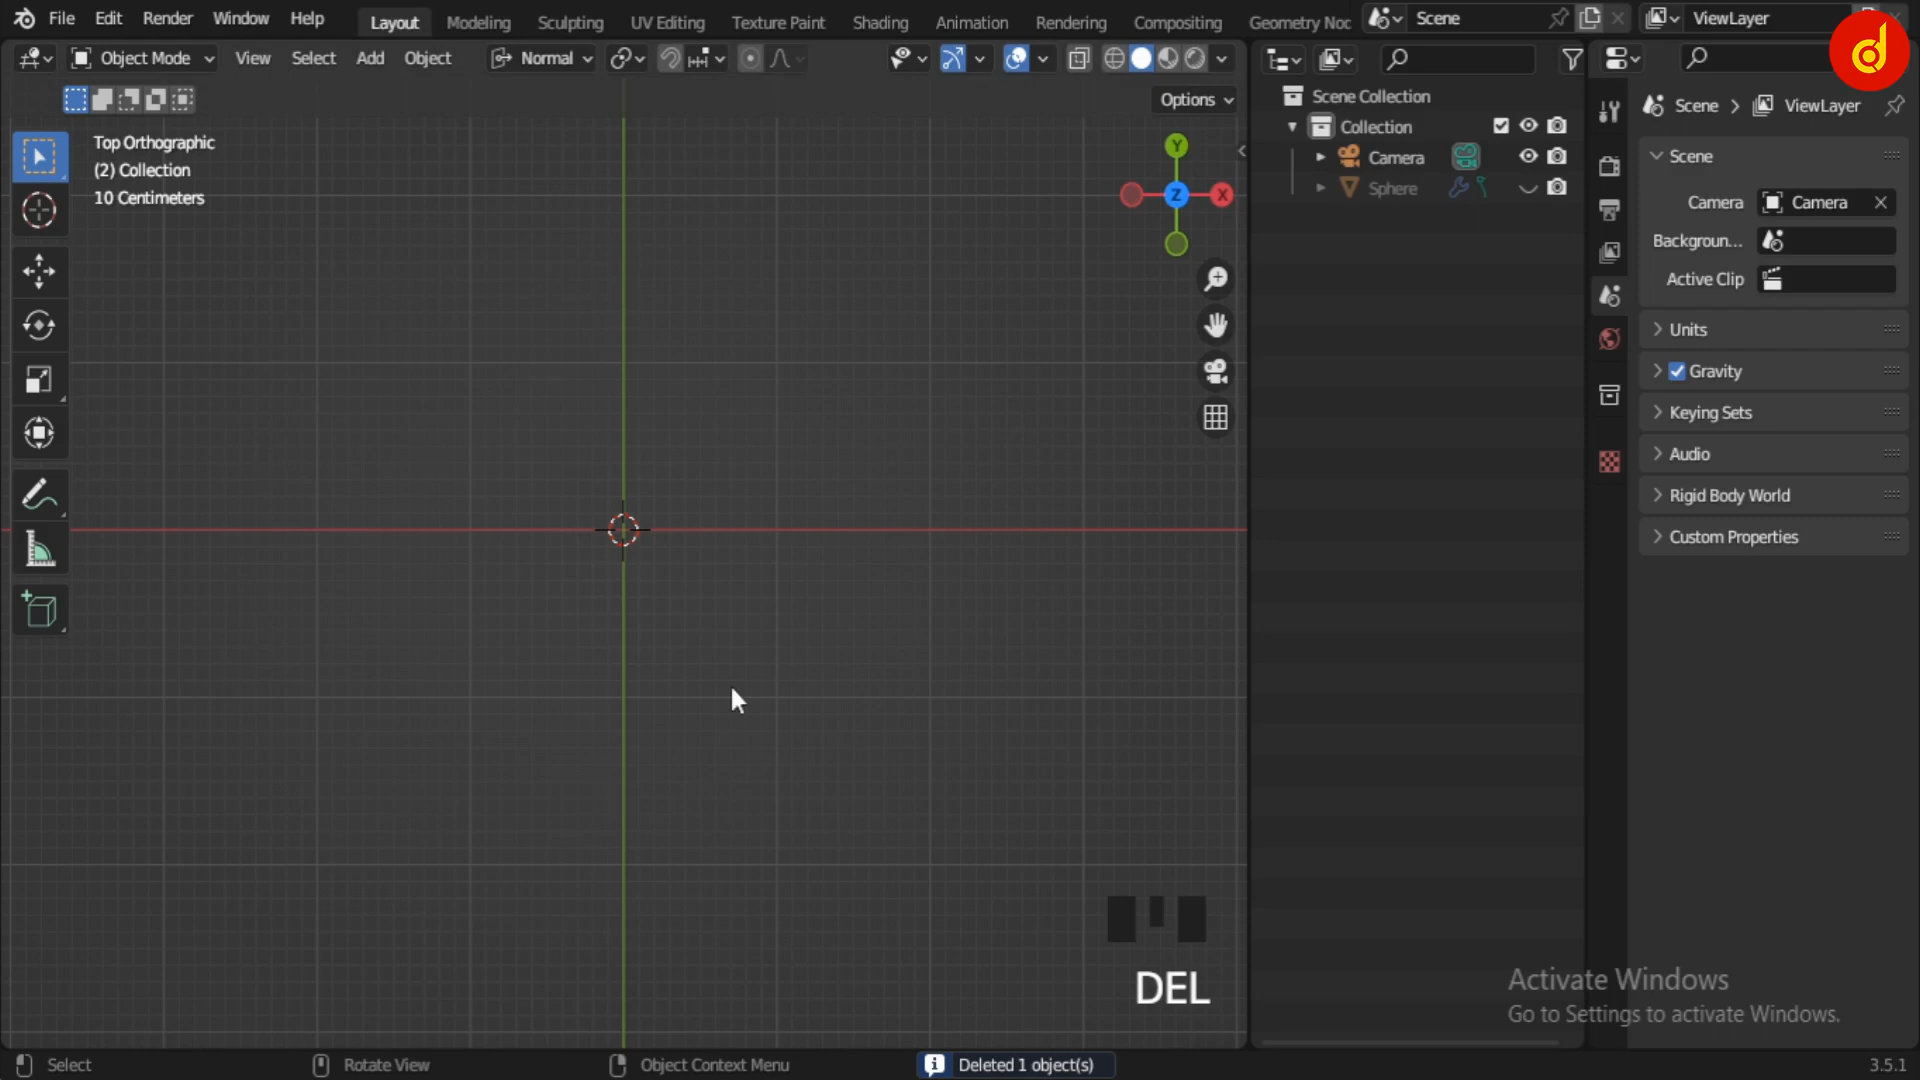 File Edit Render Window Help
Layout Modeling Sculpting UV Editing Texture Paint Shading Animation Rendering Compositing Geometry Noc
Scene
ViewLayer
Object Mode View Select Add Object
Normal
Options
Top Orthographic
(2) Collection
10 Centimeters
Y
X
Z
Scene Collection
Collection
Camera
Sphere
Scene > ViewLayer
Scene
Camera Camera
Backgroun...
Active Clip
Units
Gravity
Keying Sets
Audio
Rigid Body World
Custom Properties
DEL
Activate Windows
Go to Settings to activate Windows.
Select
Rotate View
Object Context Menu
Deleted 1 object(s)
3.5.1